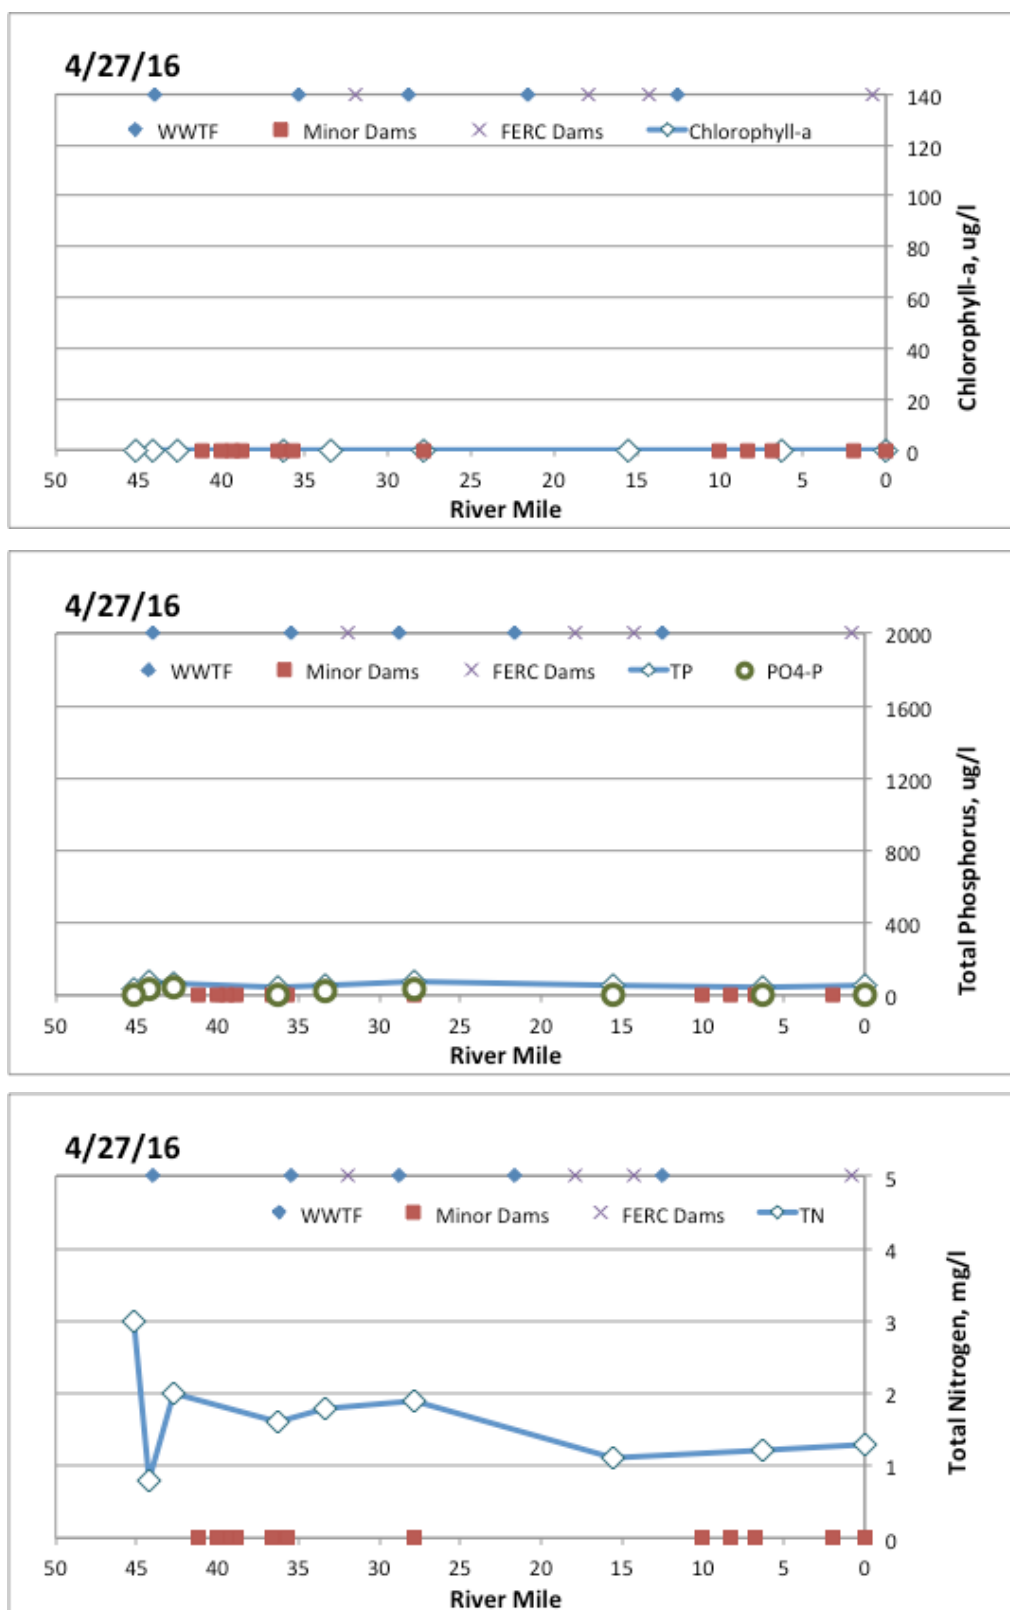 4/27/16
WWTF Minor Dams FERC Dams Chlorophyll-a
140
120
100
80
60
40
20
0
Chlorophyll-a, ug/l
50 45 40 35 30 25 20 15 10 5 0
River Mile
4/27/16
WWTF Minor Dams FERC Dams TP PO4-P
2000
1600
1200
800
400
0
Total Phosphorus, ug/l
50 45 40 35 30 25 20 15 10 5 0
River Mile
4/27/16
WWTF Minor Dams FERC Dams TN
5
4
3
2
1
0
Total Nitrogen, mg/l
50 45 40 35 30 25 20 15 10 5 0
River Mile